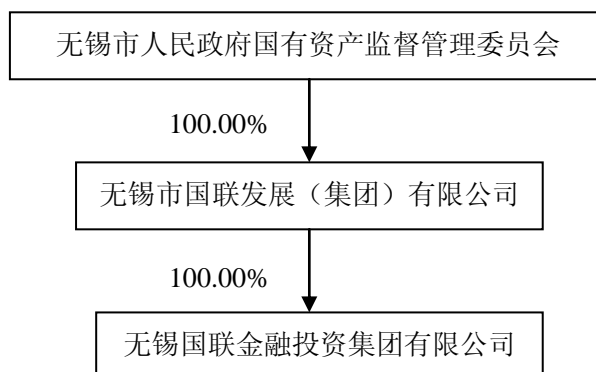 无锡市人民政府国有资产监督管理委员会
100.00%
无锡市国联发展（集团）有限公司
100.00%
无锡国联金融投资集团有限公司